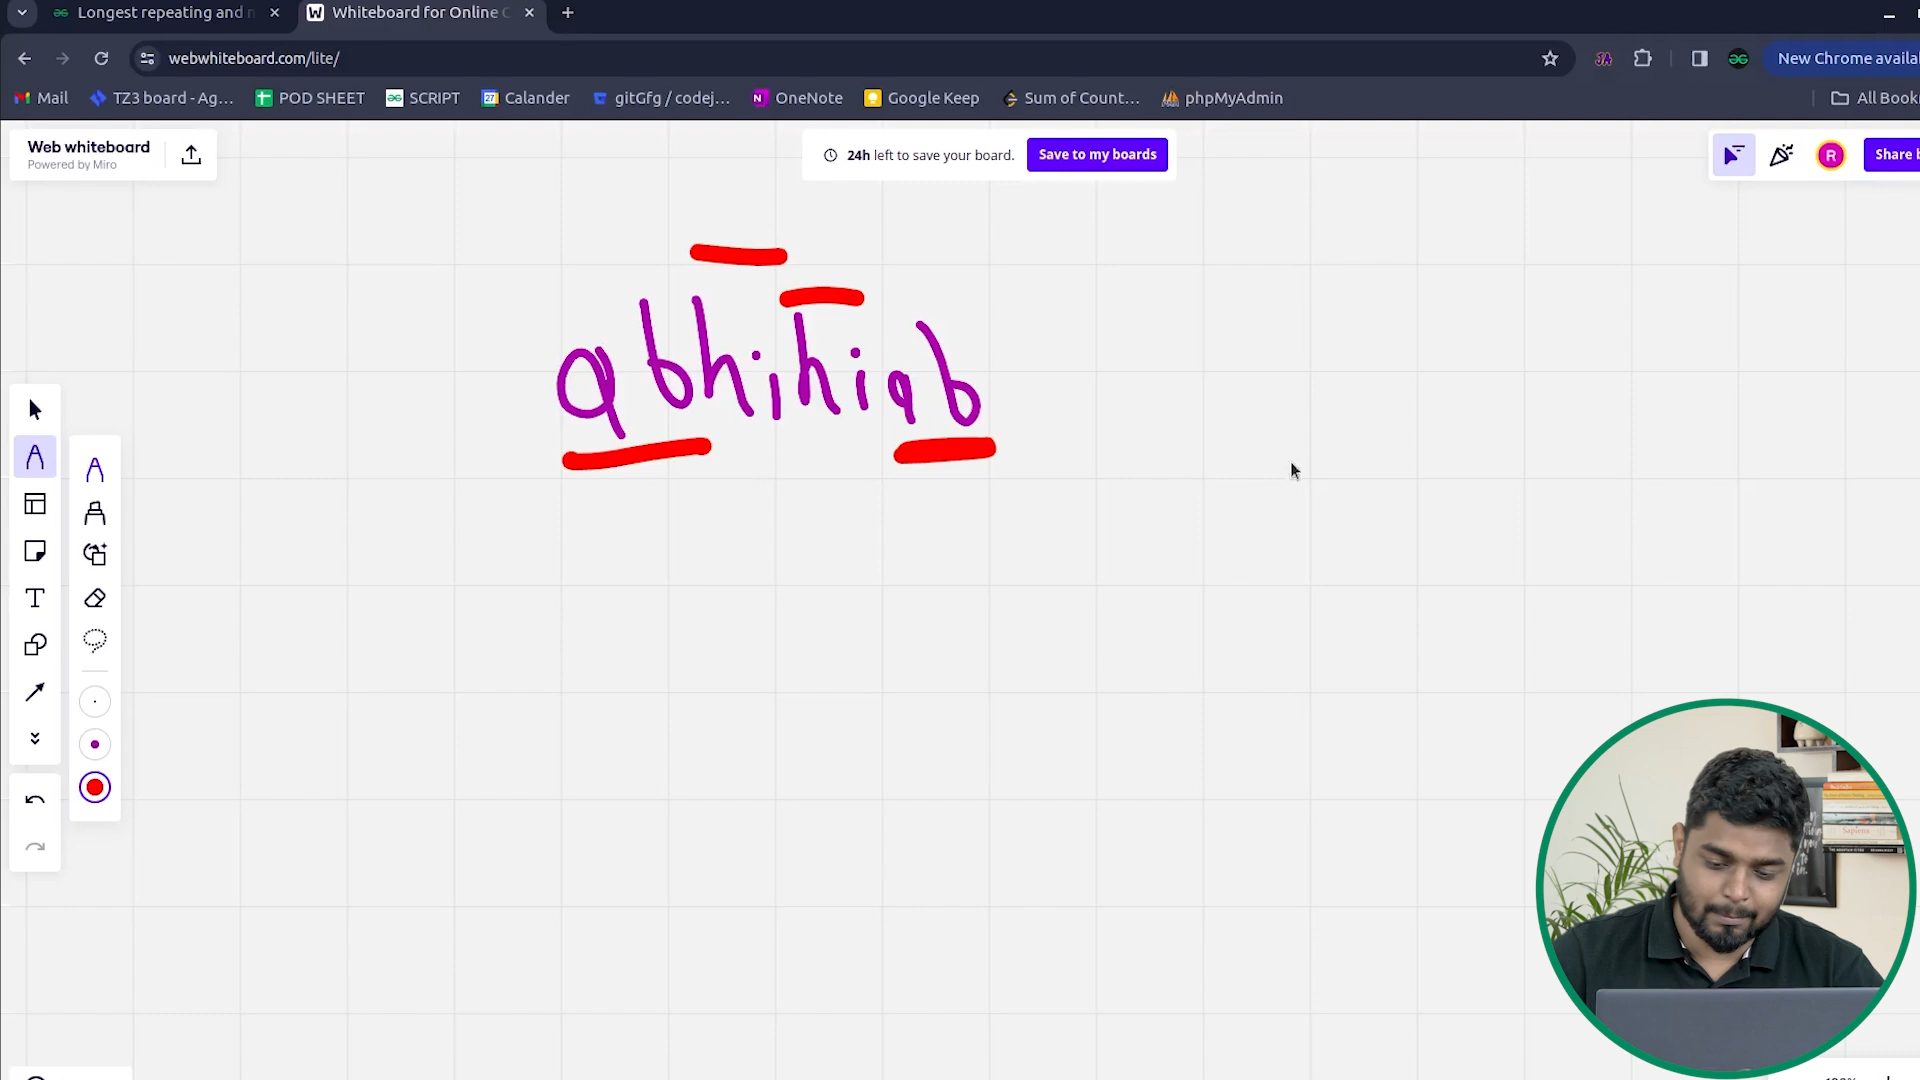 Longest repeating and n
Whiteboard for Online C
webwhiteboard.com/lite/
New Chrome availa
Mail
TZ3 board - Ag...
POD SHEET
SCRIPT
27
Calander
gitGfg / codej...
N
OneNote
Google Keep
Sum of Count...
phpMyAdmin
All Book
Web whiteboard
Powered by Miro
24h left to save your board.
Save to my boards
R
Share b
abhihiab
Sapiens